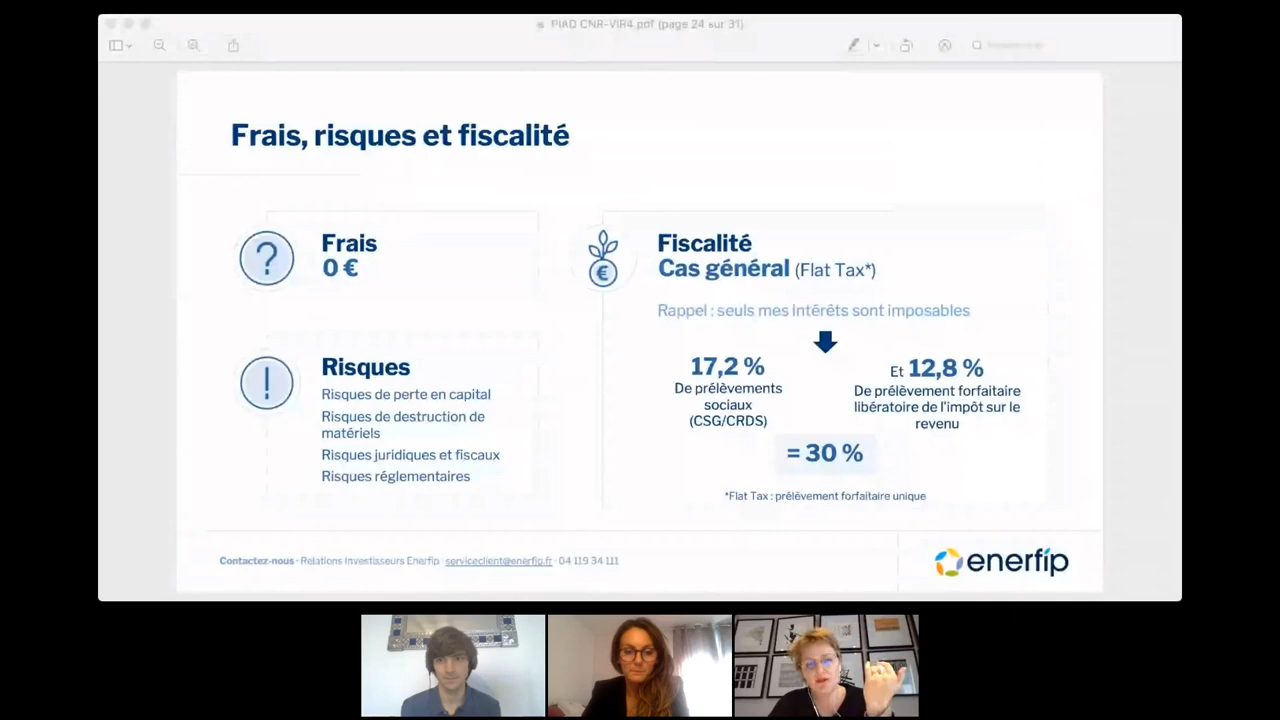 PIAD CNR-VIR4.pdf (page 24 sur 31)
Frais, risques et fiscalité
Frais
0 €
Risques
Risques de perte en capital
Risques de destruction de
matériels
Risques juridiques et fiscaux
Risques réglementaires
Fiscalité
Cas général (Flat Tax*)
Rappel : seuls mes intérêts sont imposables
17,2 %
De prélèvements
sociaux
(CSG/CRDS)
Et 12,8 %
De prélèvement forfaitaire
libératoire de l'impôt sur le
revenu
= 30 %
*Flat Tax : prélèvement forfaitaire unique
Contactez-nous - Relations Investisseurs Enerfip · serviceclient@enerfip.fr · 04 119 34 111
enerfip